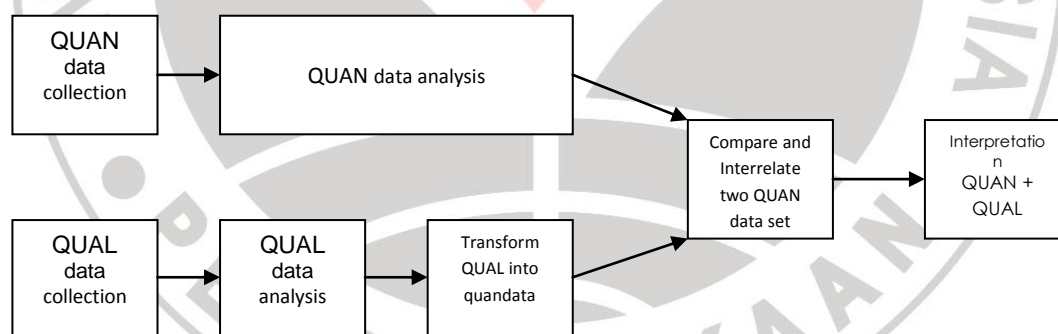 QUAN
data
collection
QUAN data analysis
Compare and
Interrelate
two QUAN
data set
Interpretatio
n
QUAN +
QUAL
QUAL
data
collection
QUAL
data
analysis
Transform
QUAL into
quandata
SIA